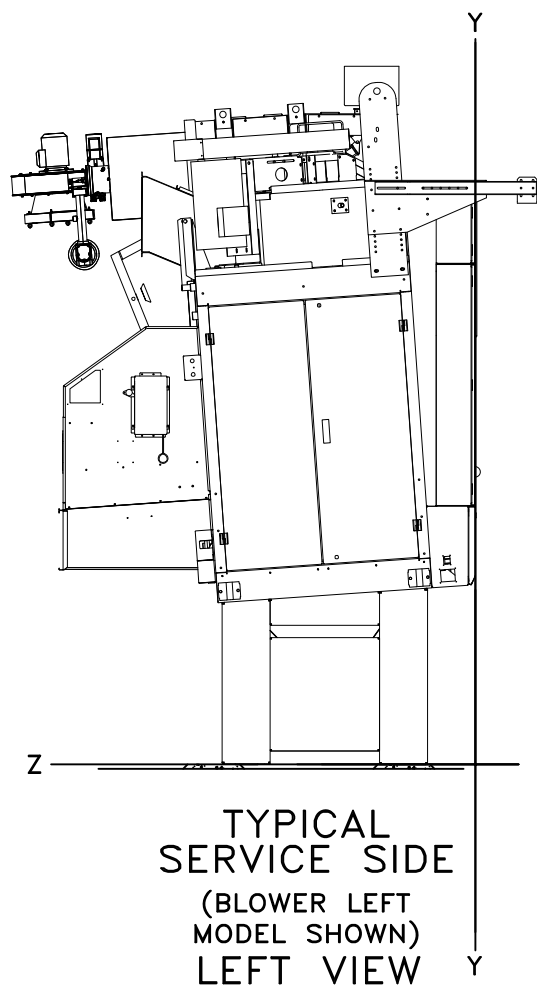 Y
Z
TYPICAL
SERVICE SIDE
(BLOWER LEFT
MODEL SHOWN)
LEFT VIEW
Y